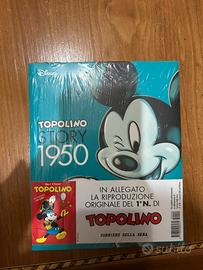 Disney
TOPOLINO
STORY
1950
TOPOLINO
IN ALLEGATO
LA RIPRODUZIONE
ORIGINALE DEL 1° N. DI
TOPOLINO
CORRIERE DELLA SERA
subito